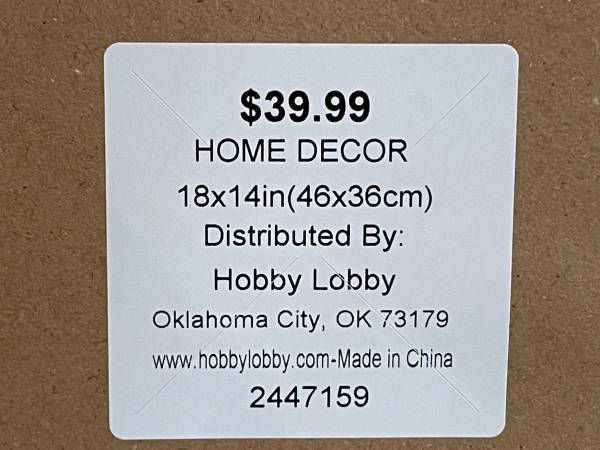 $39.99
HOME DECOR
18x14in(46x36cm)
Distributed By:
Hobby Lobby
Oklahoma City, OK 73179
www.hobbylobby.com-Made in China
2447159